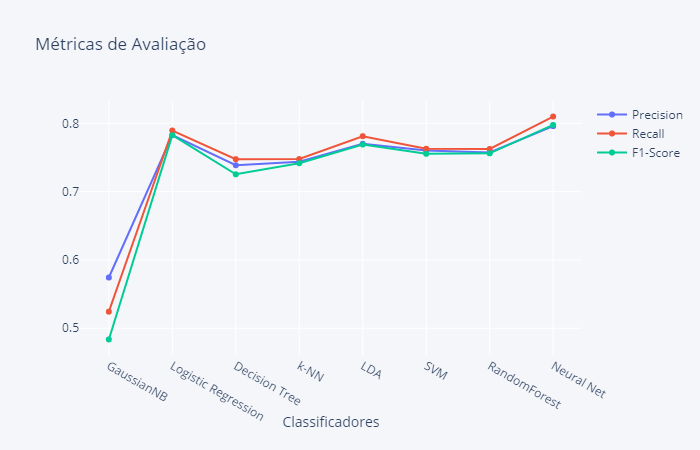 Métricas de Avaliação
Precision
Recall
F1-Score
0.8
0.7
0.6
0.5
GaussianNB
Logistic Regression
Decision Tree
k-NN
LDA
SVM
RandomForest
Neural Net
Classificadores